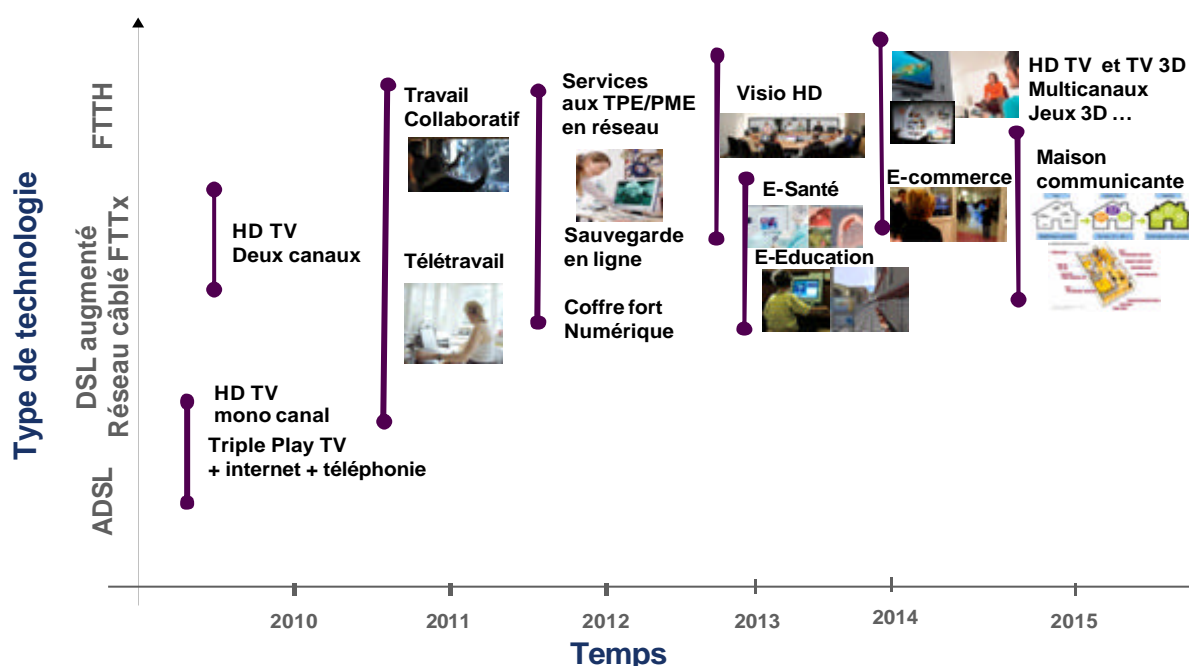 Type de technologie
FTTH
DSL augmenté
Réseau câblé FTTx
ADSL
HD TV
Deux canaux
HD TV
mono canal
Triple Play TV
+ internet + téléphonie
Travail
Collaboratif
Télétravail
Services
aux TPE/PME
en réseau
Sauvegarde
en ligne
Coffre fort
Numérique
Visio HD
E-Santé
E-Education
HD TV et TV 3D
Multicanaux
Jeux 3D ...
E-commerce
Maison
communicante
2010
2011
2012
2013
2014
2015
Temps